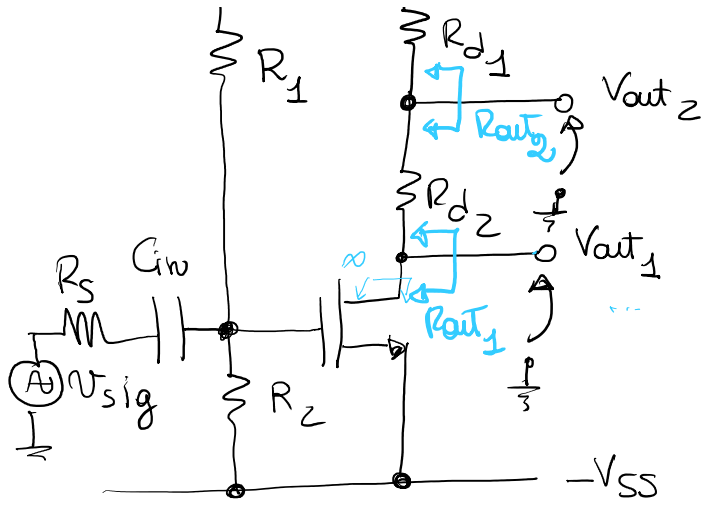 R1
Rd1
Vout2
Rout2
Rd2
Vout1
∞
Rout1
Rs
Cin
Vsig
R2
-VSS
...